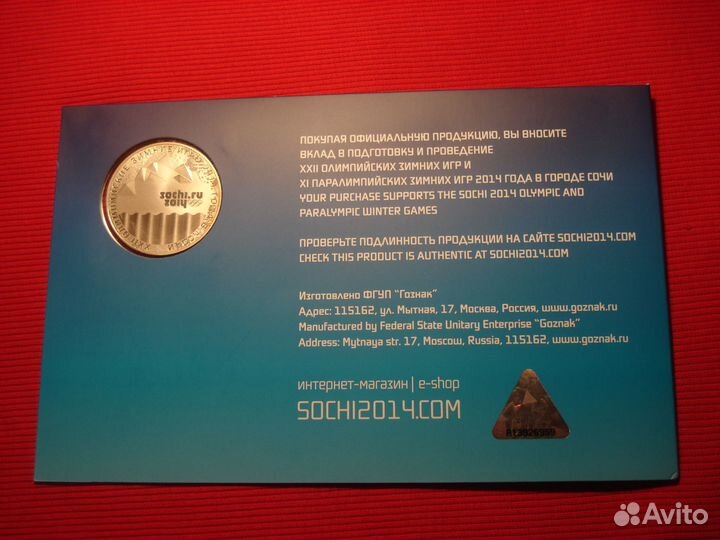 ПОКУПАЯ ОФИЦИАЛЬНУЮ ПРОДУКЦИЮ, ВЫ ВНОСИТЕ
ВКЛАД В ПОДГОТОВКУ И ПРОВЕДЕНИЕ
XXII ОЛИМПИЙСКИХ ЗИМНИХ ИГР И
XI ПАРАЛИМПИЙСКИХ ЗИМНИХ ИГР 2014 ГОДА В ГОРОДЕ СОЧИ
YOUR PURCHASE SUPPORTS THE SOCHI 2014 OLYMPIC AND
PARALYMPIC WINTER GAMES
ПРОВЕРЬТЕ ПОДЛИННОСТЬ ПРОДУКЦИИ НА САЙТЕ SOCHI2014.COM
CHECK THIS PRODUCT IS AUTHENTIC AT SOCHI2014.COM
Изготовлено ФГУП "Гознак"
Адрес: 115162, ул. Мытная, 17, Москва, Россия, www.goznak.ru
Manufactured by Federal State Unitary Enterprise "Goznak"
Address: Mytnaya str. 17, Moscow, Russia, 115162, www.goznak.ru
интернет-магазин | e-shop
SOCHI2014.COM
sochi.ru
2014
Avito